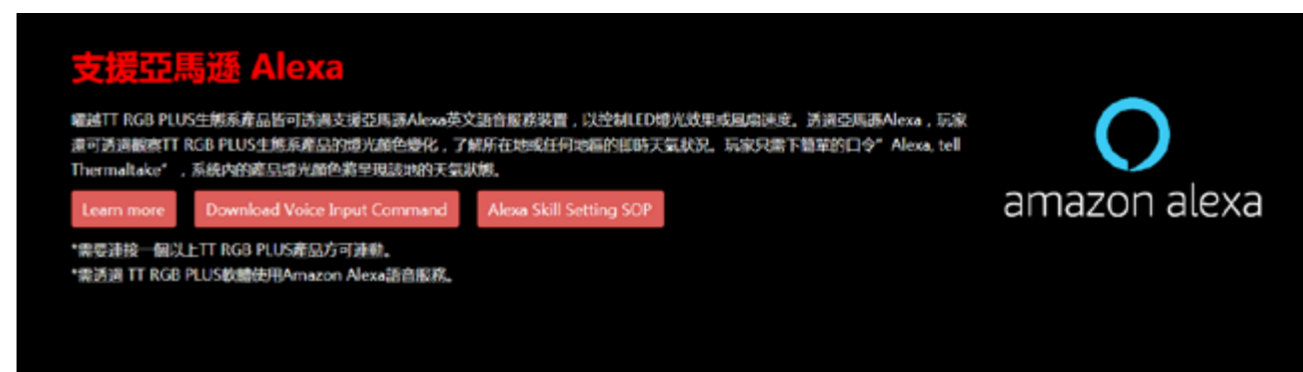 支援亞馬遜 Alexa
曜越TT RGB PLUS生態系產品皆可透過支援亞馬遜Alexa英文語音服務裝置，以控制LED燈光效果或風扇速度。透過亞馬遜Alexa，玩家
還可透過觀察TT RGB PLUS生態系產品的燈光顏色變化，了解所在地或任何地區的即時天氣狀況。玩家只需下簡單的口令" Alexa, tell
Thermaltake" ，系統內的產品燈光顏色將呈現該地的天氣狀態。
Learn more Download Voice Input Command Alexa Skill Setting SOP
amazon alexa
*需要連接一個以上TT RGB PLUS產品方可連動。
*需透過 TT RGB PLUS軟體使用Amazon Alexa語音服務。